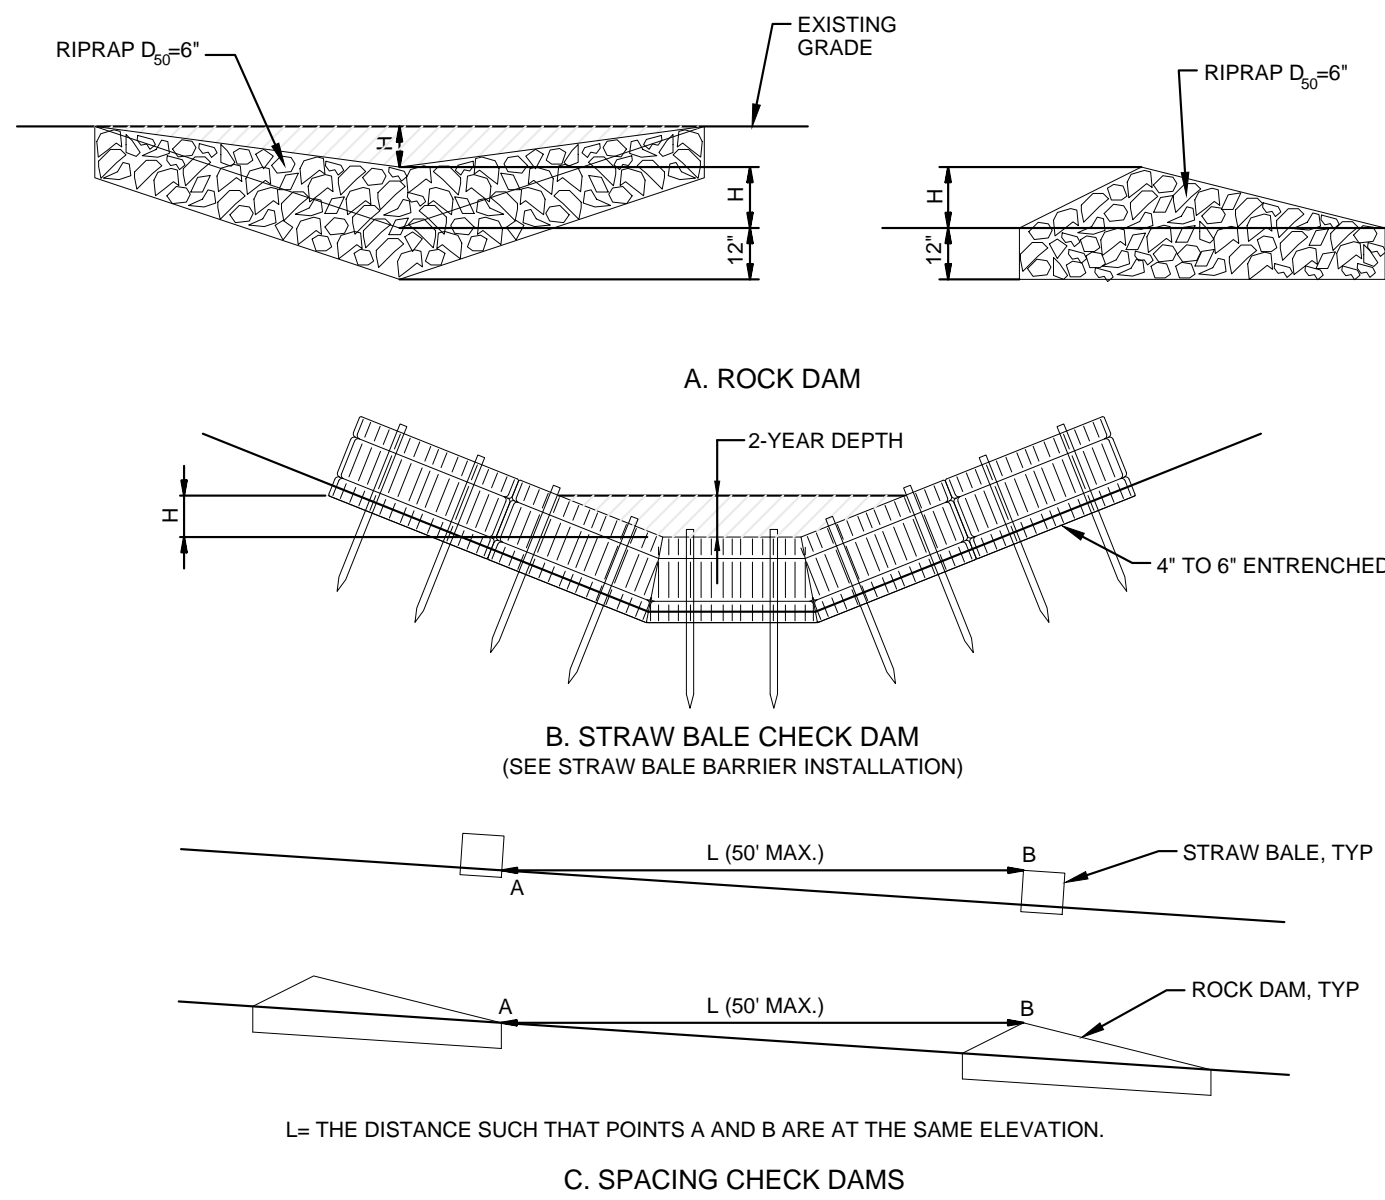 EXISTING
GRADE
RIPRAP D50=6"
RIPRAP D50=6"
H
H
12"
H
12"
A. ROCK DAM
2-YEAR DEPTH
H
4" TO 6" ENTRENCHED
B. STRAW BALE CHECK DAM
(SEE STRAW BALE BARRIER INSTALLATION)
L (50' MAX.)
B
STRAW BALE, TYP
A
A
L (50' MAX.)
B
ROCK DAM, TYP
L= THE DISTANCE SUCH THAT POINTS A AND B ARE AT THE SAME ELEVATION.
C. SPACING CHECK DAMS